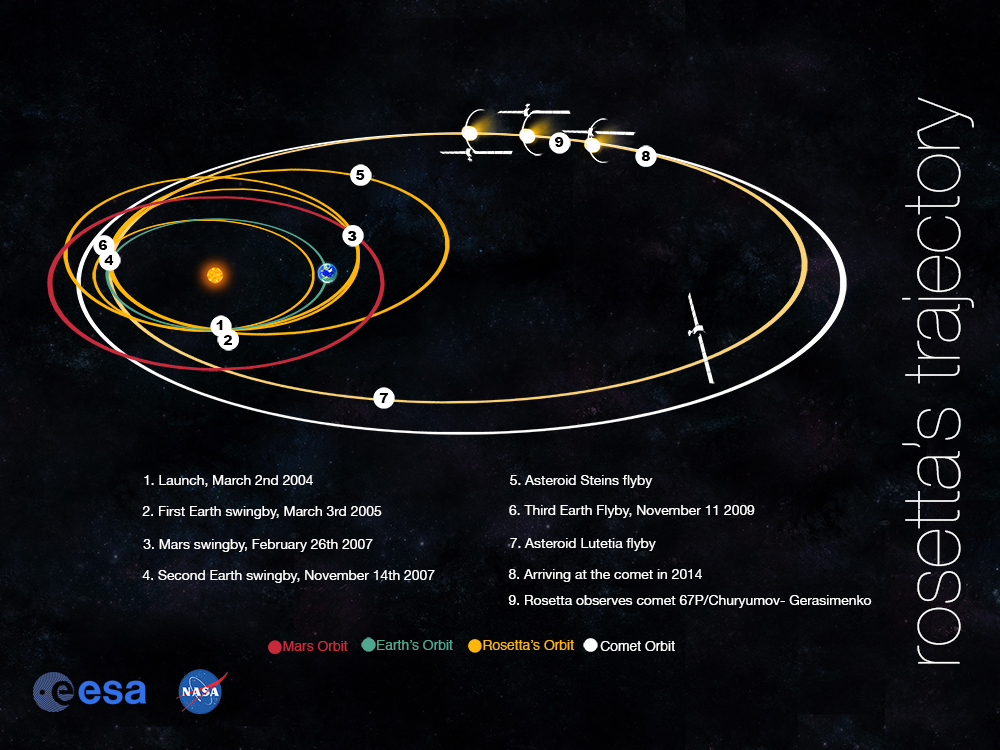 6
5
4
3
1
2
9
8
7
rosetta's trajectory
1. Launch, March 2nd 2004
2. First Earth swingby, March 3rd 2005
3. Mars swingby, February 26th 2007
4. Second Earth swingby, November 14th 2007
5. Asteroid Steins flyby
6. Third Earth Flyby, November 11 2009
7. Asteroid Lutetia flyby
8. Arriving at the comet in 2014
9. Rosetta observes comet 67P/Churyumov- Gerasimenko
Mars Orbit Earth's Orbit Rosetta's Orbit Comet Orbit
esa
NASA